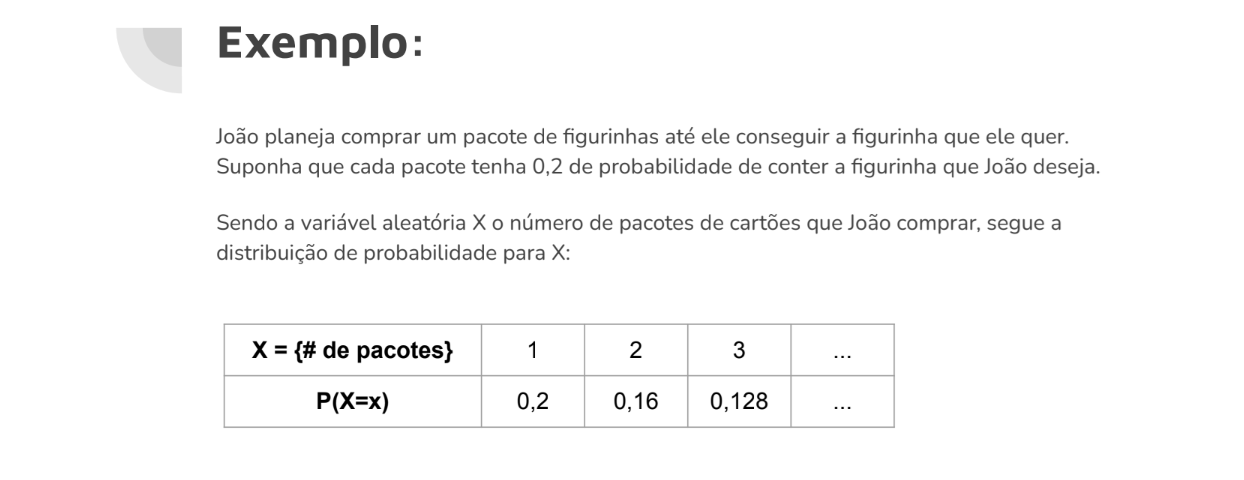 Exemplo:
João planeja comprar um pacote de figurinhas até ele conseguir a figurinha que ele quer.
Suponha que cada pacote tenha 0,2 de probabilidade de conter a figurinha que João deseja.
Sendo a variável aleatória X o número de pacotes de cartões que João comprar, segue a
distribuição de probabilidade para X:
X = {# de pacotes} 1 2 3 ...
P(X=x) 0,2 0,16 0,128 ...